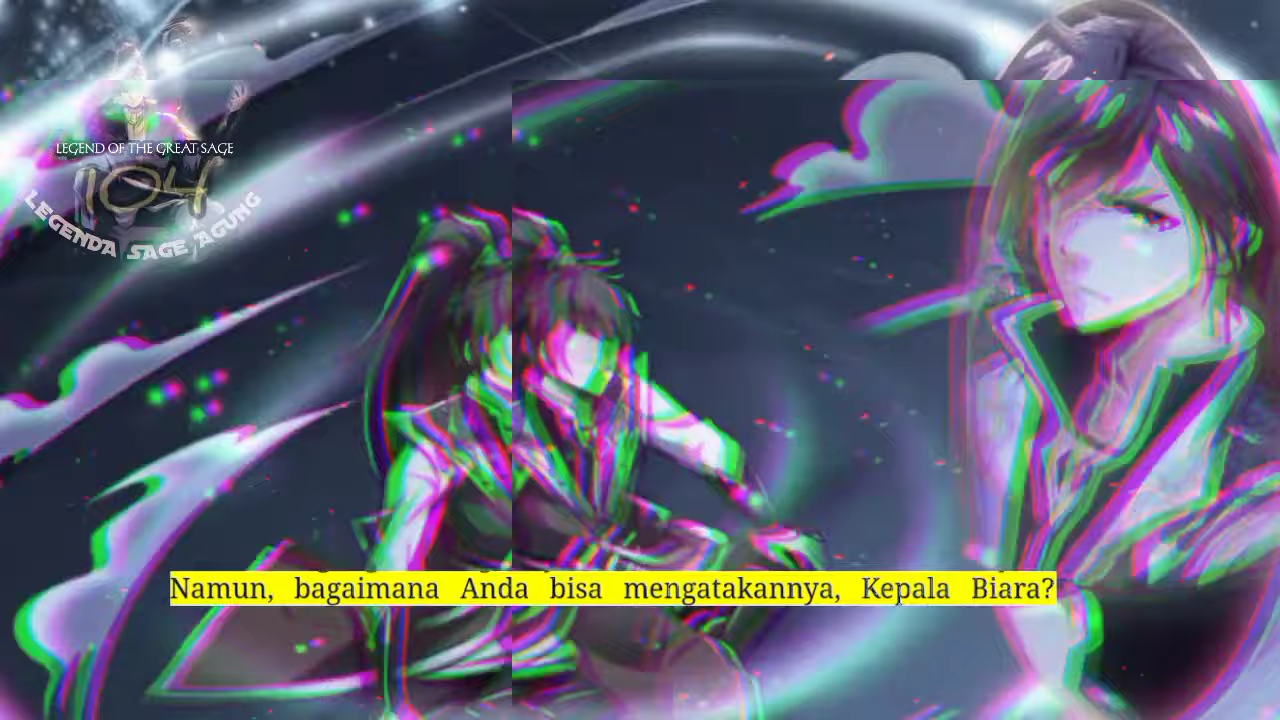 LEGEND OF THE GREAT SAGE
104
LEGENDA SAGE AGUNG
Namun, bagaimana Anda bisa mengatakannya, Kepala Biara?